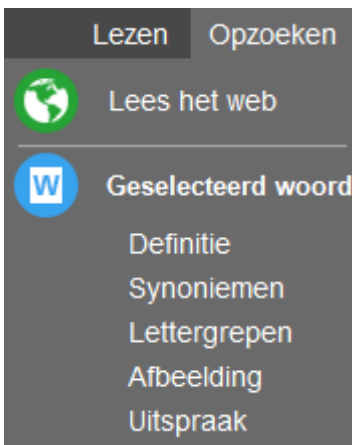 Lezen Opzoeken
Lees het web
W Geselecteerd woord
Definitie
Synoniemen
Lettergrepen
Afbeelding
Uitspraak